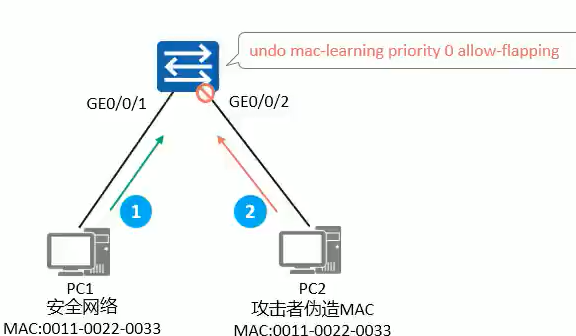 undo mac-learning priority 0 allow-flapping
GE0/0/1
GE0/0/2
1
2
PC1
安全网络
MAC:0011-0022-0033
PC2
攻击者伪造MAC
MAC:0011-0022-0033